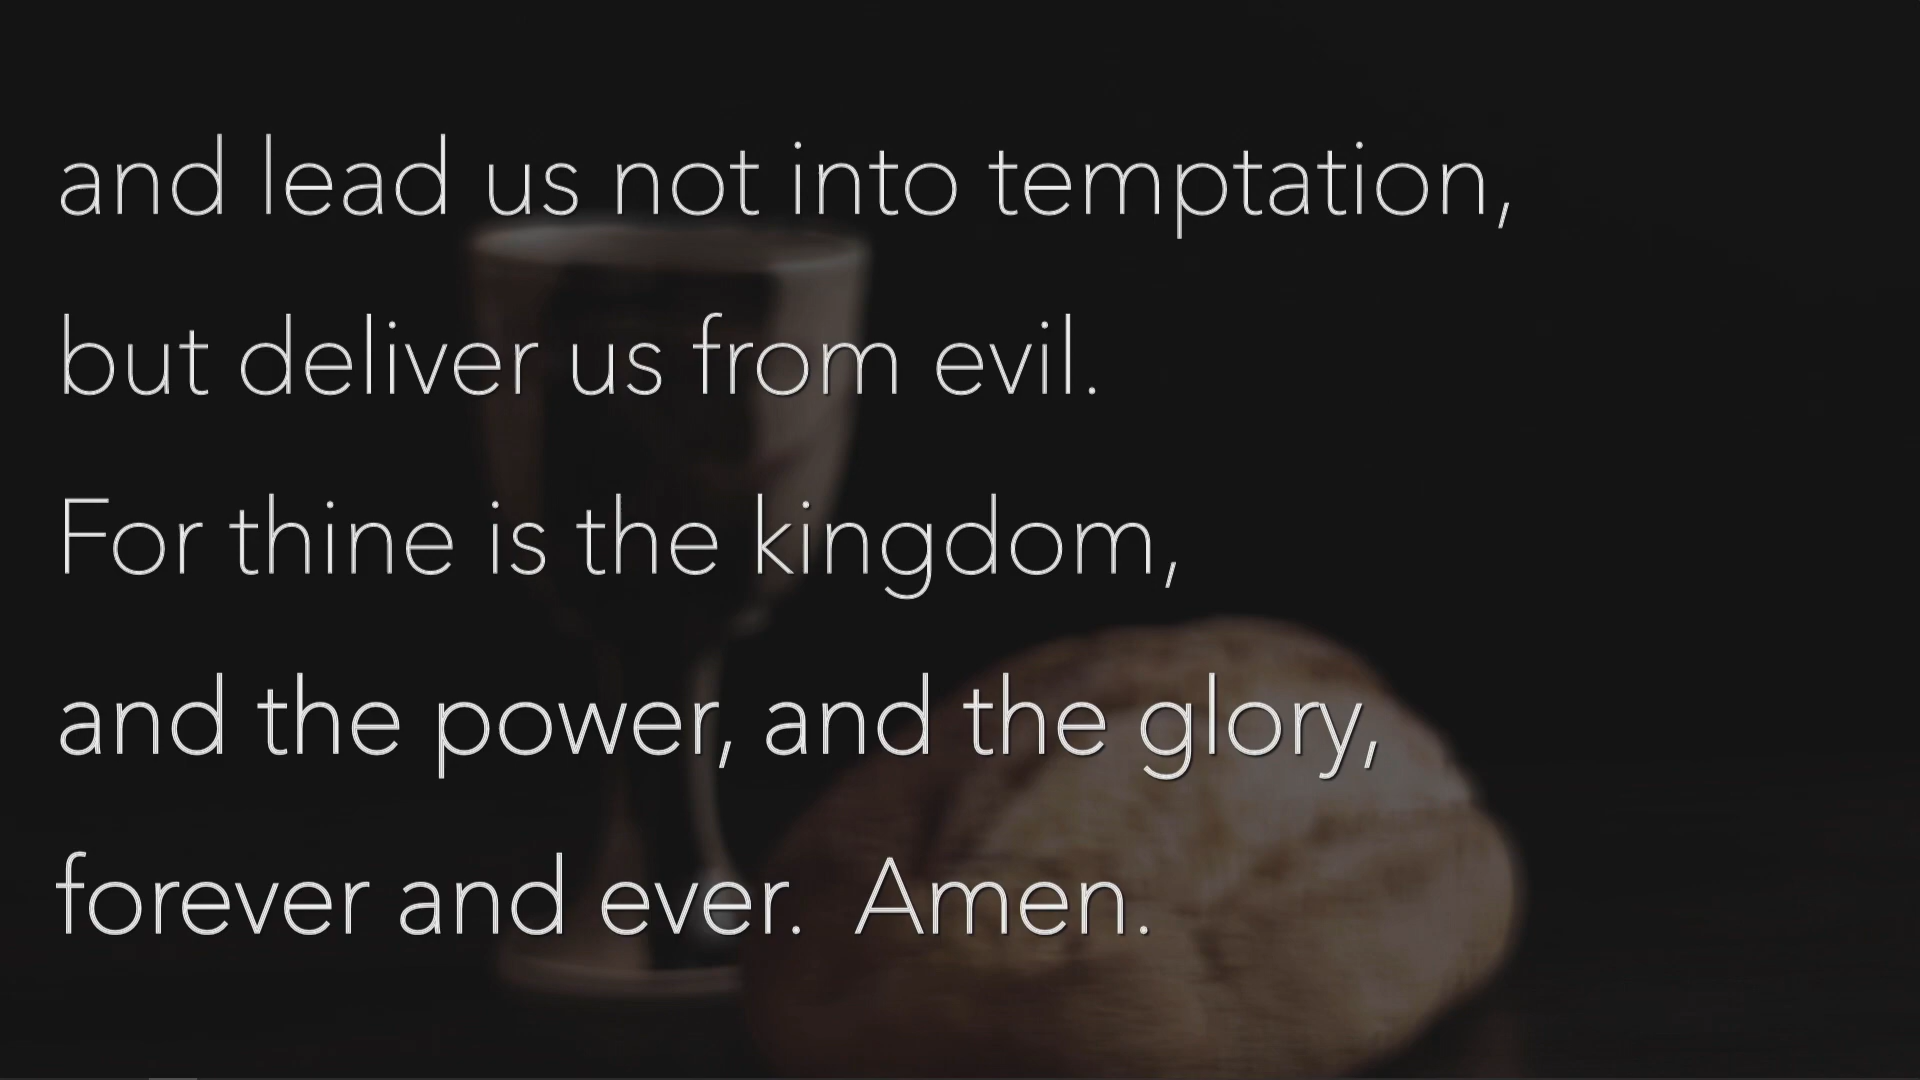 and lead us not into temptation,
but deliver us from evil.
For thine is the kingdom,
and the power, and the glory,
forever and ever.  Amen.